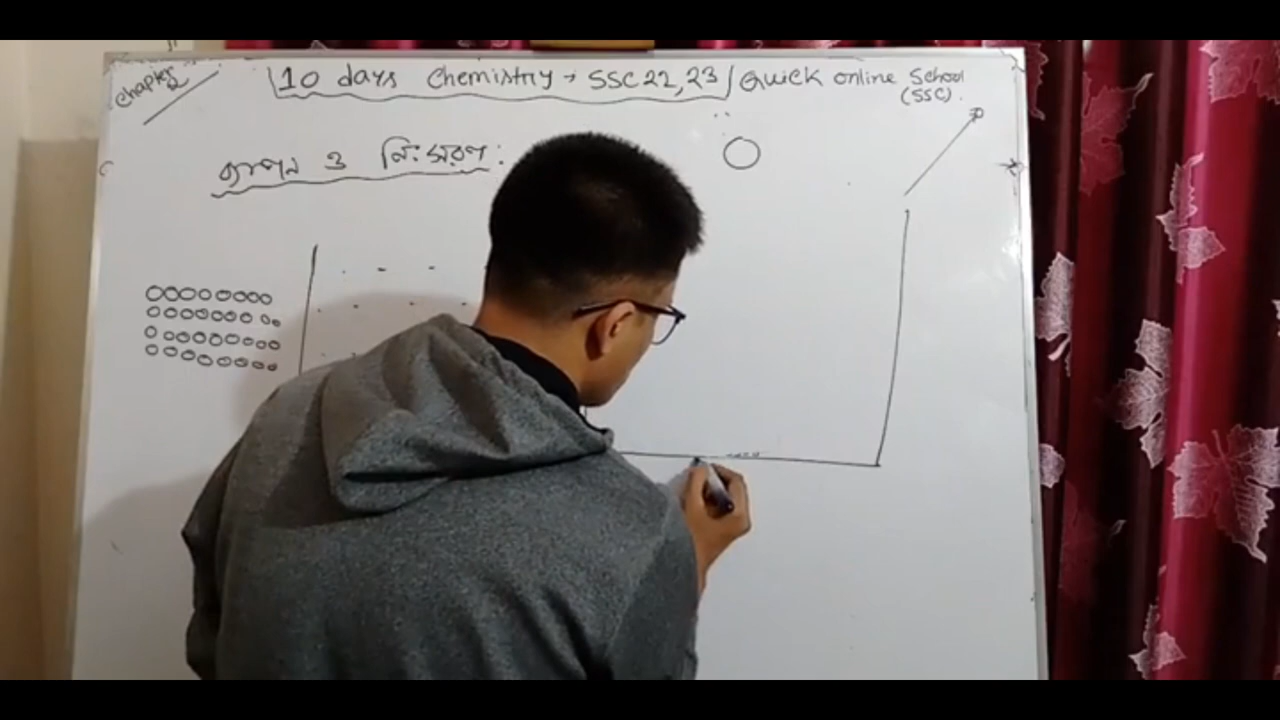 Chapter 2
10 days Chemistry → SSC 22, 23 / Quick online School
(SSC).
ব্যাপন ও নিঃসরণ: